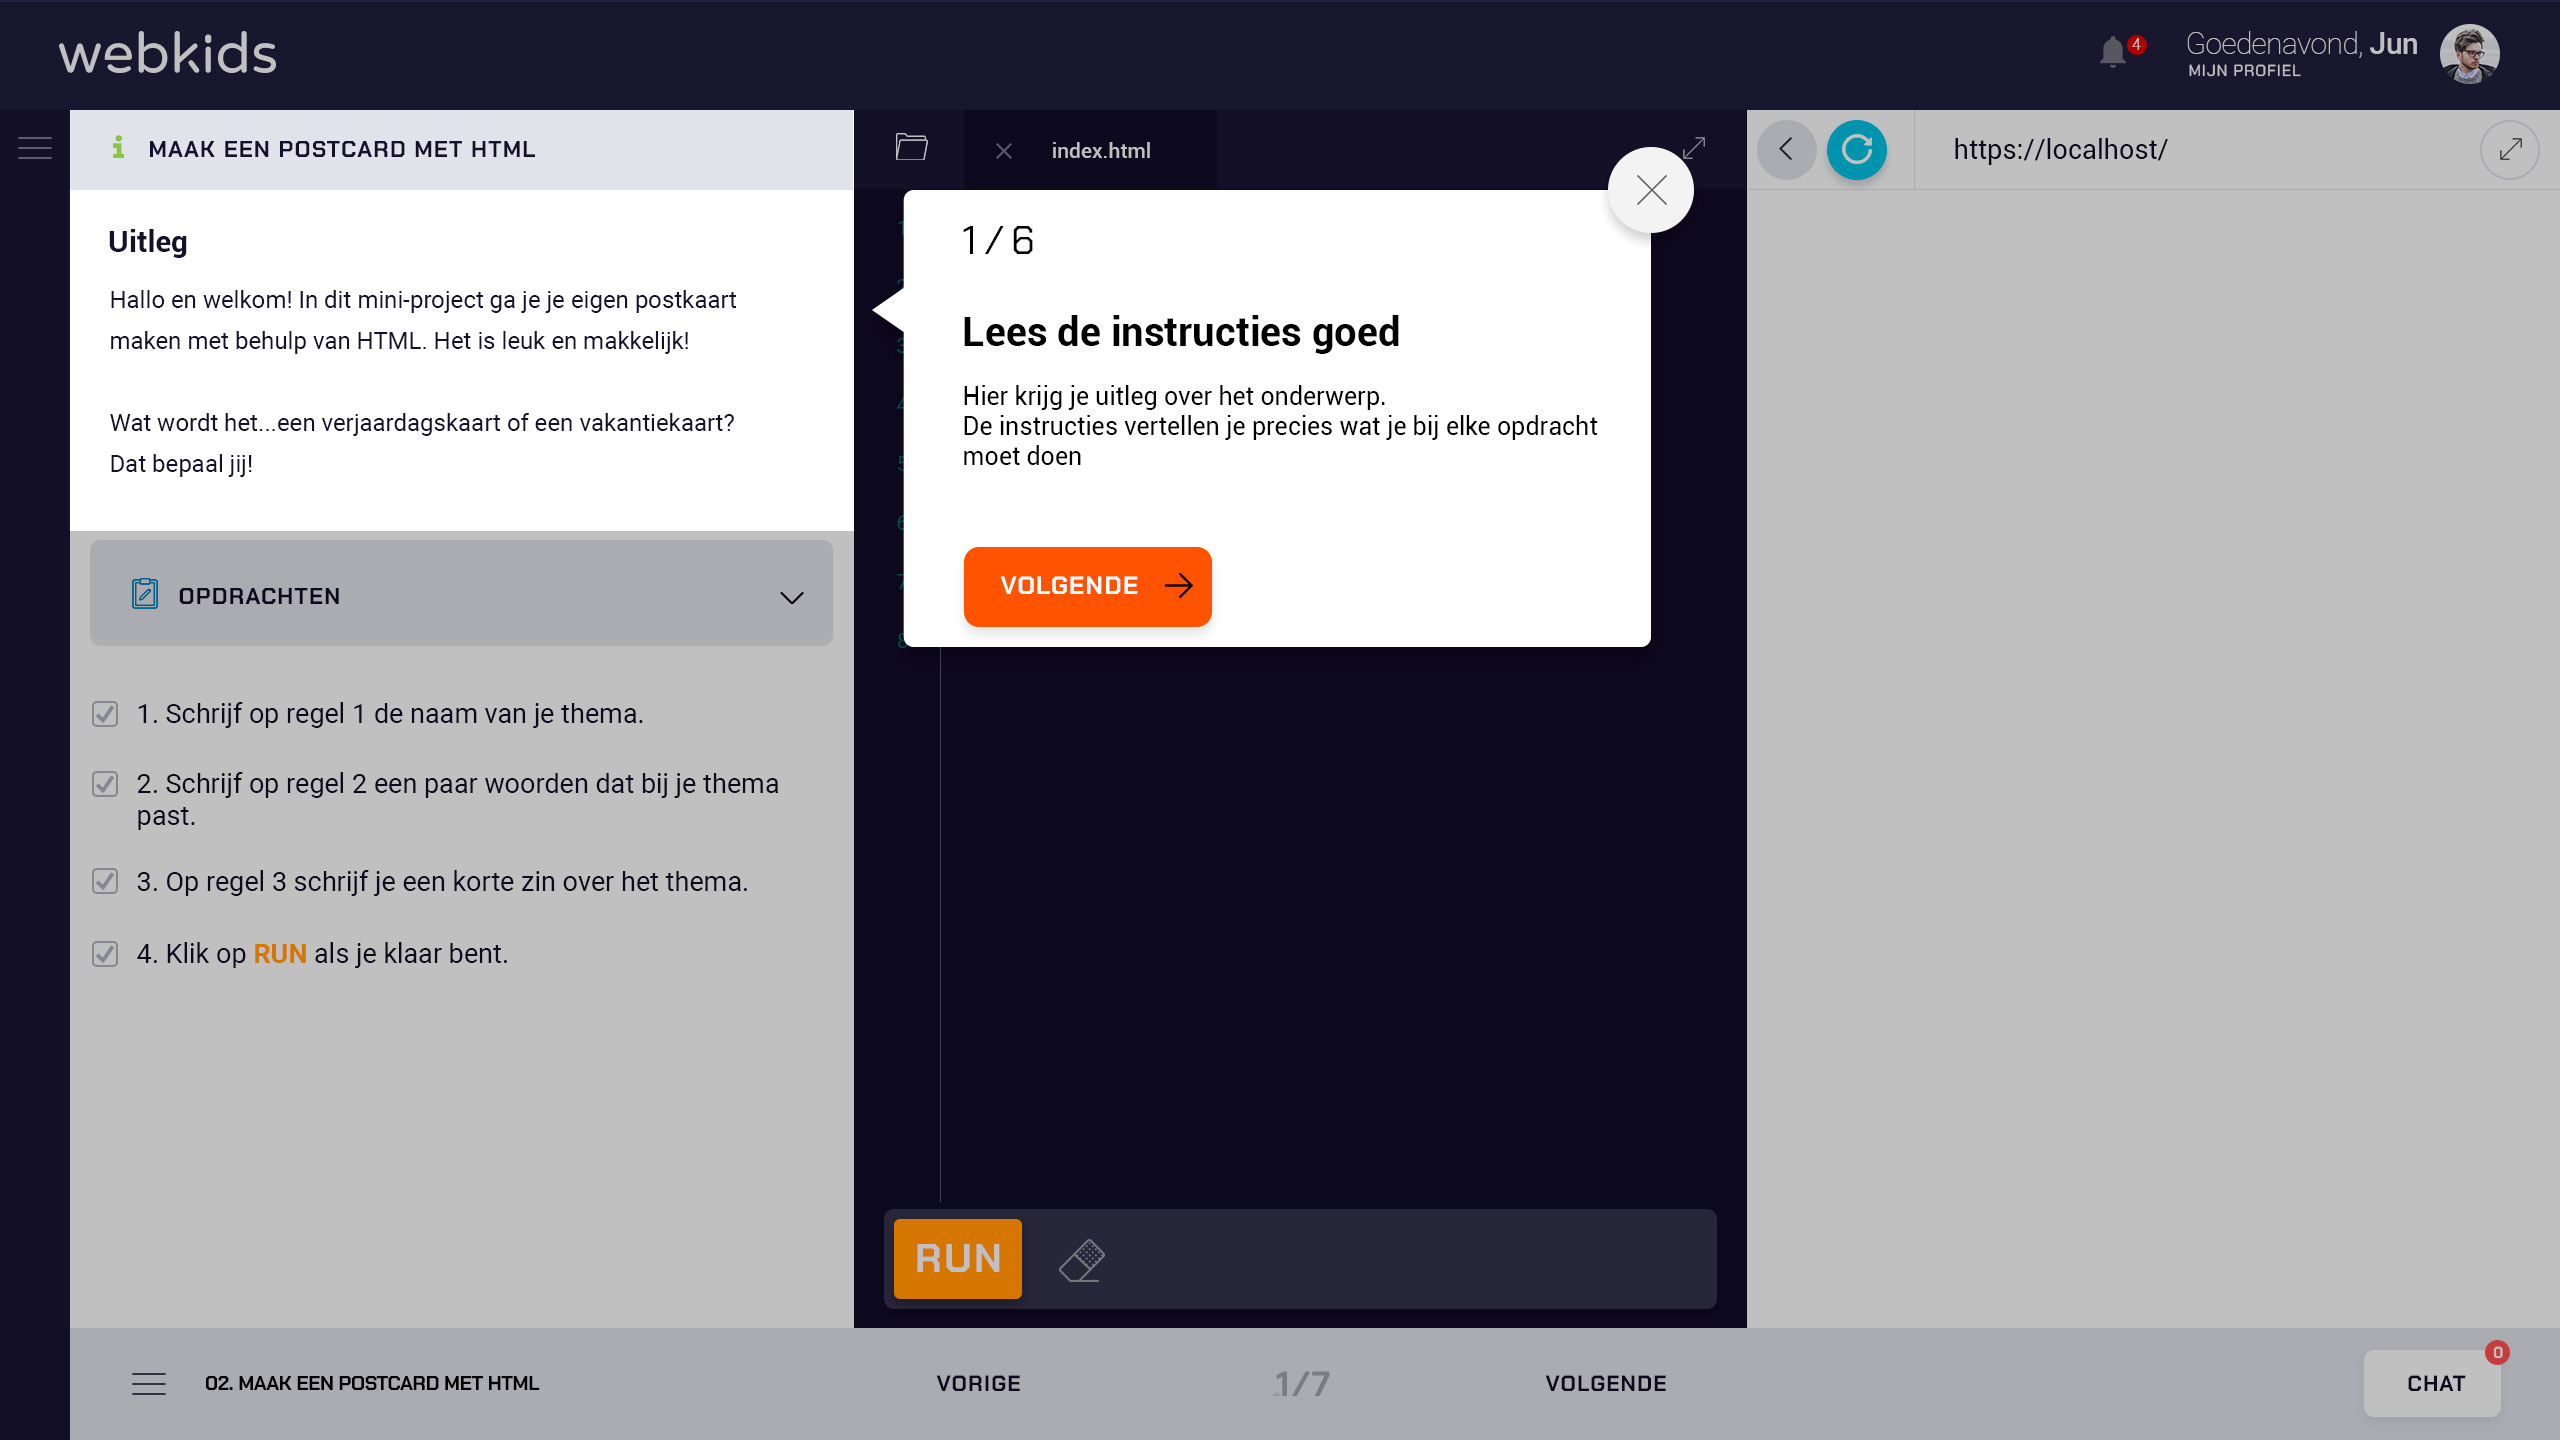 webkids
4
Goedenavond, Jun
MIJN PROFIEL
MAAK EEN POSTCARD MET HTML
Uitleg
Hallo en welkom! In dit mini-project ga je je eigen postkaart
maken met behulp van HTML. Het is leuk en makkelijk!
Wat wordt het...een verjaardagskaart of een vakantiekaart?
Dat bepaal jij!
OPDRACHTEN
1. Schrijf op regel 1 de naam van je thema.
2. Schrijf op regel 2 een paar woorden dat bij je thema
past.
3. Op regel 3 schrijf je een korte zin over het thema.
4. Klik op RUN als je klaar bent.
index.html
1/6
Lees de instructies goed
Hier krijg je uitleg over het onderwerp.
De instructies vertellen je precies wat je bij elke opdracht
moet doen
VOLGENDE
RUN
https://localhost/
02. MAAK EEN POSTCARD MET HTML
VORIGE
1/7
VOLGENDE
CHAT
0